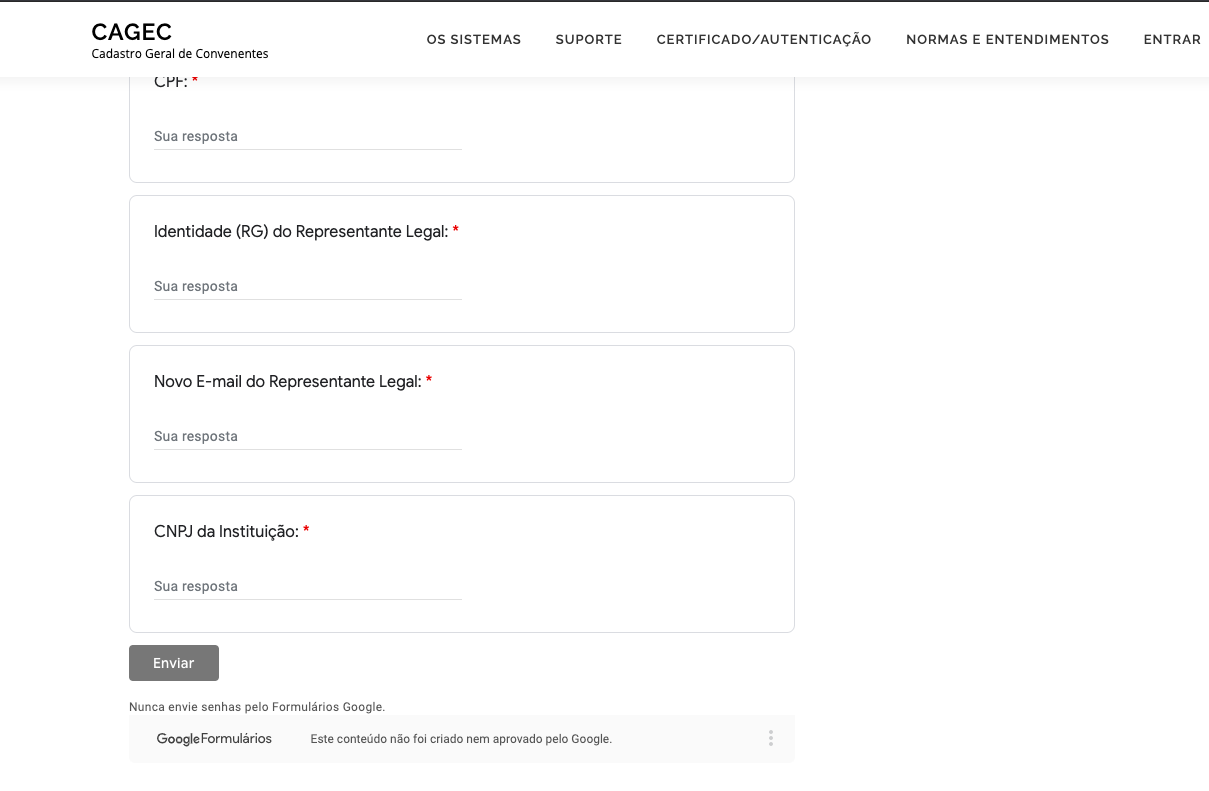 CAGEC
Cadastro Geral de Convenentes
OS SISTEMAS SUPORTE CERTIFICADO/AUTENTICAÇÃO NORMAS E ENTENDIMENTOS ENTRAR
CPF: *
Sua resposta
Identidade (RG) do Representante Legal: *
Sua resposta
Novo E-mail do Representante Legal: *
Sua resposta
CNPJ da Instituição: *
Sua resposta
Enviar
Nunca envie senhas pelo Formulários Google.
Google Formulários Este conteúdo não foi criado nem aprovado pelo Google.